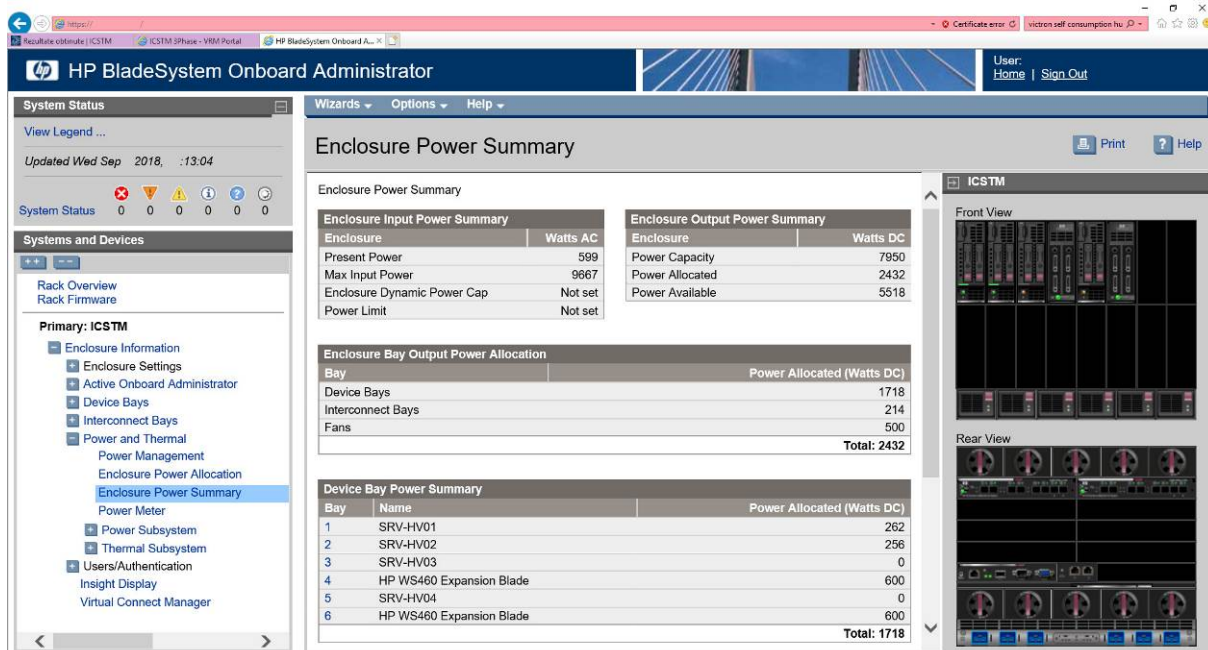 https://
Certificate error
victron self consumption hu
Rezultate obtinute | ICSTM
ICSTM 3Phase - VRM Portal
HP BladeSystem Onboard A...
hp
HP BladeSystem Onboard Administrator
User:
Home | Sign Out
System Status
View Legend ...
Updated Wed Sep 2018, :13:04
System Status 0 0 0 0 0 0
Systems and Devices
Rack Overview
Rack Firmware
Primary: ICSTM
Enclosure Information
Enclosure Settings
Active Onboard Administrator
Device Bays
Interconnect Bays
Power and Thermal
Power Management
Enclosure Power Allocation
Enclosure Power Summary
Power Meter
Power Subsystem
Thermal Subsystem
Users/Authentication
Insight Display
Virtual Connect Manager
Wizards Options Help
Enclosure Power Summary
Print
Help
Enclosure Power Summary
Enclosure Input Power Summary
Enclosure Watts AC
Present Power 599
Max Input Power 9667
Enclosure Dynamic Power Cap Not set
Power Limit Not set
Enclosure Output Power Summary
Enclosure Watts DC
Power Capacity 7950
Power Allocated 2432
Power Available 5518
Enclosure Bay Output Power Allocation
Bay Power Allocated (Watts DC)
Device Bays 1718
Interconnect Bays 214
Fans 500
Total: 2432
Device Bay Power Summary
Bay Name Power Allocated (Watts DC)
1 SRV-HV01 262
2 SRV-HV02 256
3 SRV-HV03 0
4 HP WS460 Expansion Blade 600
5 SRV-HV04 0
6 HP WS460 Expansion Blade 600
Total: 1718
ICSTM
Front View
Rear View